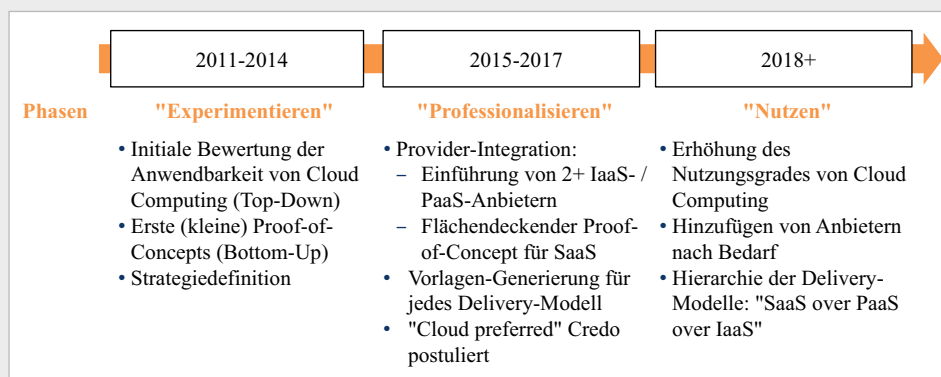 2011-2014
2015-2017
2018+
Phasen
"Experimentieren"
"Professionalisieren"
"Nutzen"
• Initiale Bewertung der
Anwendbarkeit von Cloud
Computing (Top-Down)
• Erste (kleine) Proof-of-
Concepts (Bottom-Up)
• Strategiedefinition
• Provider-Integration:
– Einführung von 2+ IaaS- /
PaaS-Anbietern
– Flächendeckender Proof-
of-Concept für SaaS
• Vorlagen-Generierung für
jedes Delivery-Modell
• "Cloud preferred" Credo
postuliert
• Erhöhung des
Nutzungsgrades von Cloud
Computing
• Hinzufügen von Anbietern
nach Bedarf
• Hierarchie der Delivery-
Modelle: "SaaS over PaaS
over IaaS"